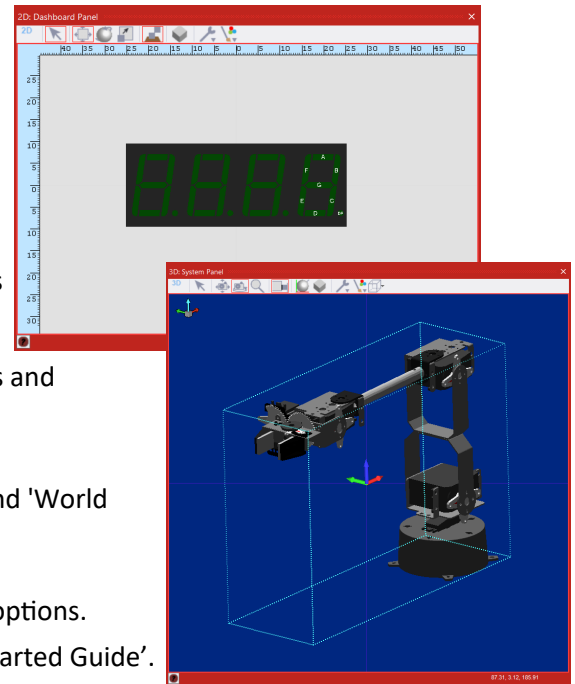 2D: Dashboard Panel
2D
40 35 30 25 20 15 10 5 0 5 10 15 20 25 30 35 40 45 50
25
20
15
10
5
0
5
10
15
20
25
30
A
F B
G
E C
D DP
s
3D: System Panel
3D
s and
nd 'World
options.
arted Guide’.
87.31, 3.12, 185.91